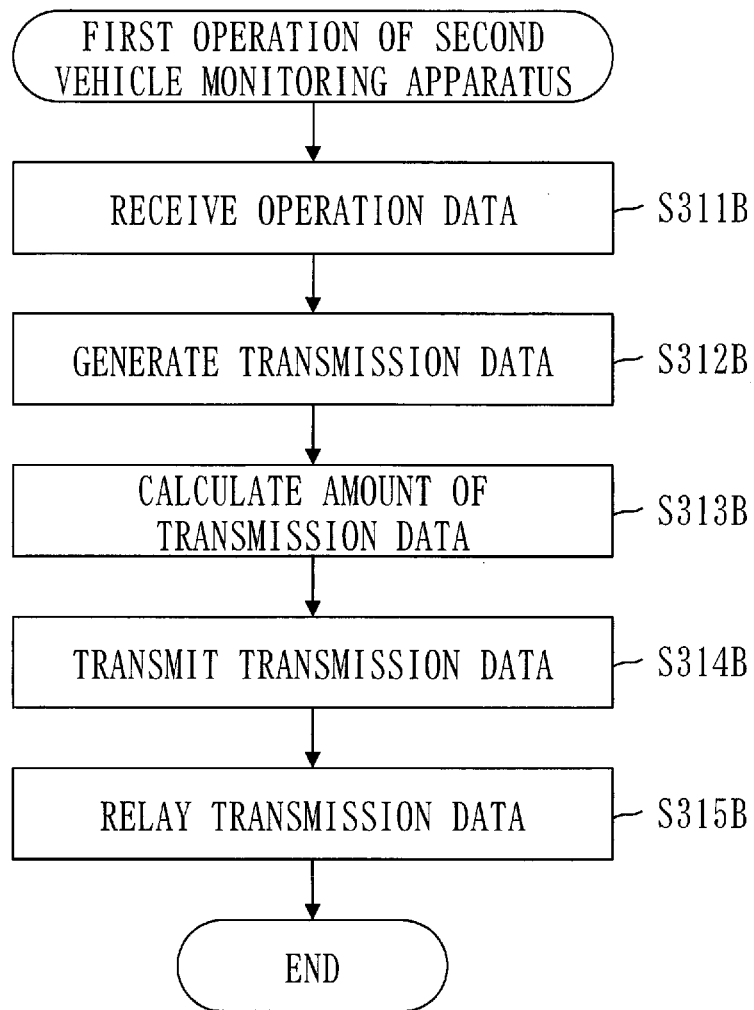 FIRST OPERATION OF SECOND
VEHICLE MONITORING APPARATUS
RECEIVE OPERATION DATA
S311B
GENERATE TRANSMISSION DATA
S312B
CALCULATE AMOUNT OF
TRANSMISSION DATA
S313B
TRANSMIT TRANSMISSION DATA
S314B
RELAY TRANSMISSION DATA
S315B
END